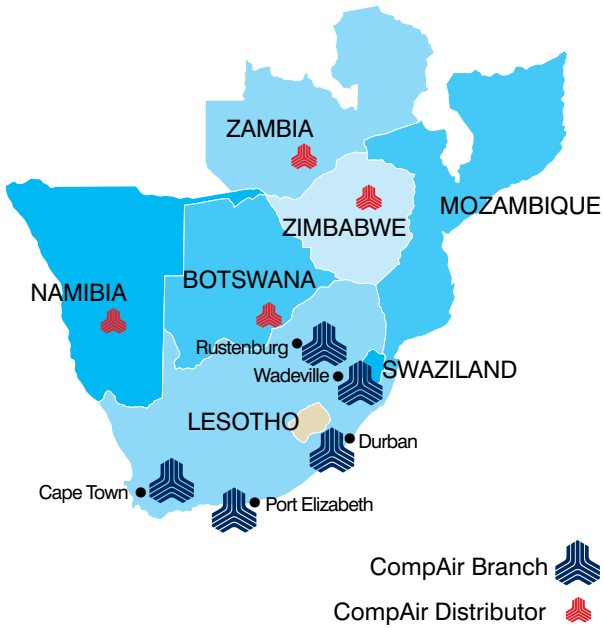 ZAMBIA
MOZAMBIQUE
ZIMBABWE
BOTSWANA
NAMIBIA
Rustenburg
SWAZILAND
Wadeville
LESOTHO
Durban
Cape Town
Port Elizabeth
CompAir Branch
CompAir Distributor